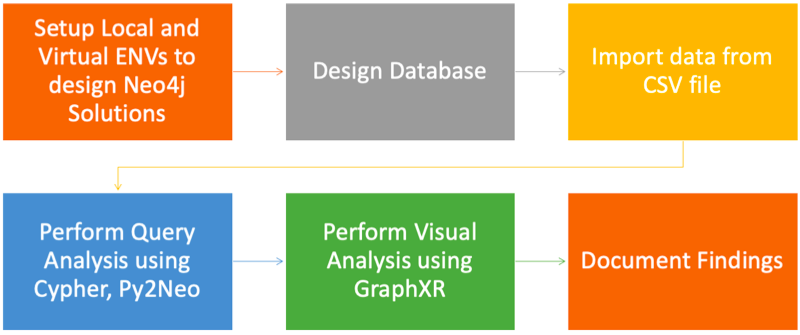 Setup Local and
Virtual ENVs to
design Neo4j
Solutions
Design Database
Import data from
CSV file
Perform Query
Analysis using
Cypher, Py2Neo
Perform Visual
Analysis using
GraphXR
Document Findings